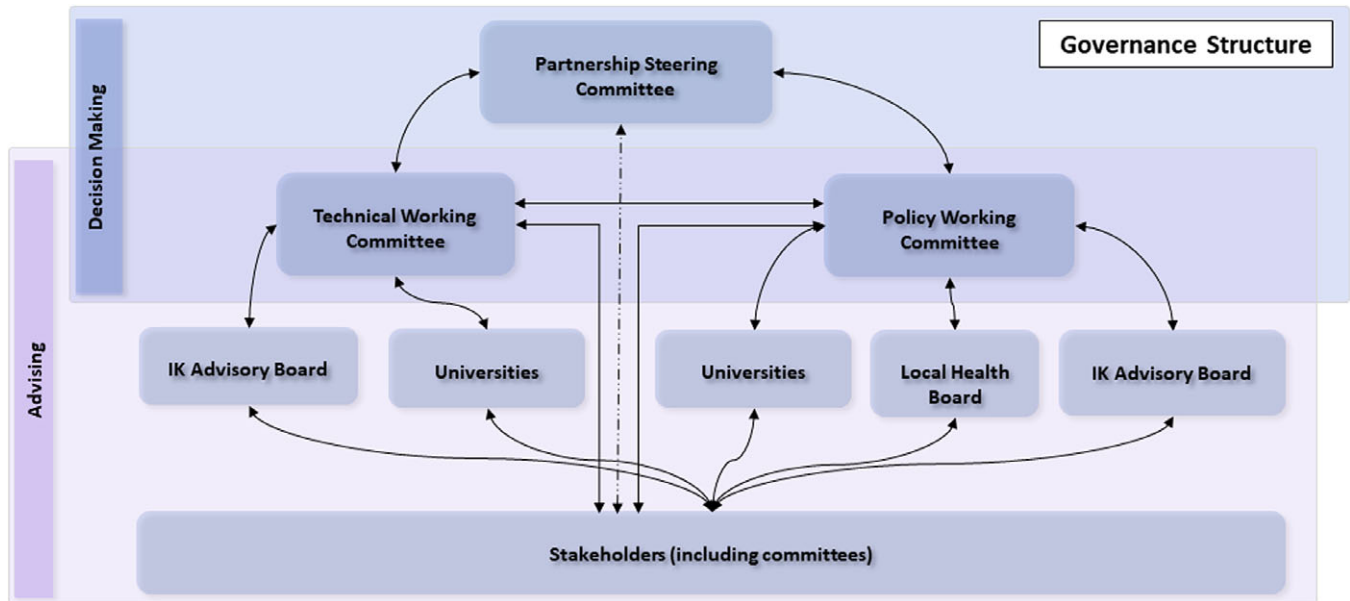 Governance Structure
Partnership Steering
Committee
Decision Making
Technical Working
Committee
Policy Working
Committee
Advising
IK Advisory Board
Universities
Universities
Local Health
Board
IK Advisory Board
Stakeholders (including committees)